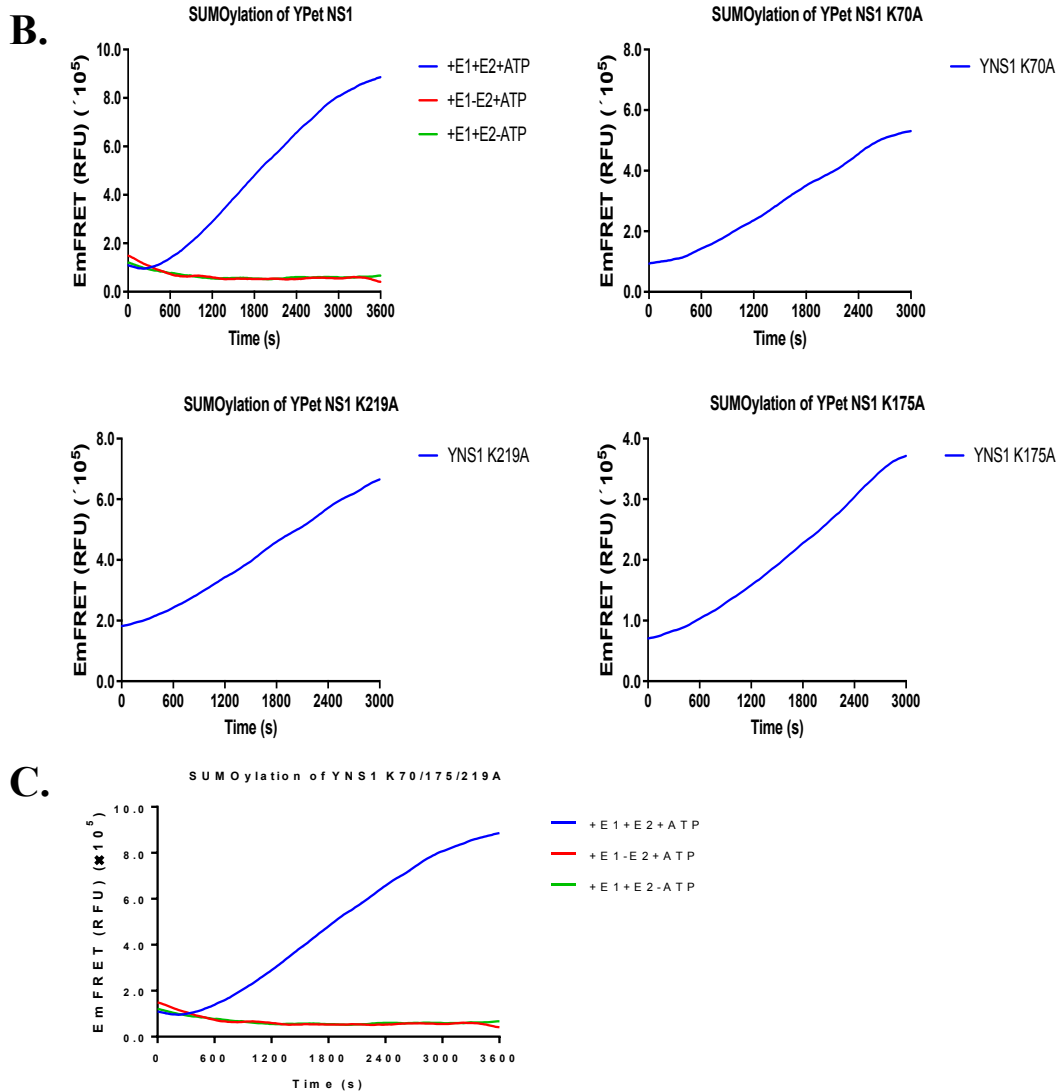 B.
SUMOylation of YPet NS1
EmFRET (RFU) (´10⁵)
10.0
8.0
6.0
4.0
2.0
0.0
0 600 1200 1800 2400 3000 3600
Time (s)
+E1+E2+ATP
+E1-E2+ATP
+E1+E2-ATP
SUMOylation of YPet NS1 K70A
EmFRET (RFU) (´10⁵)
8.0
6.0
4.0
2.0
0.0
0 600 1200 1800 2400 3000
Time (s)
YNS1 K70A
SUMOylation of YPet NS1 K219A
EmFRET (RFU) (´10⁵)
8.0
6.0
4.0
2.0
0.0
0 600 1200 1800 2400 3000
Time (s)
YNS1 K219A
SUMOylation of YPet NS1 K175A
EmFRET (RFU) (´10⁵)
4.0
3.0
2.0
1.0
0.0
0 600 1200 1800 2400 3000
Time (s)
YNS1 K175A
C.
SUMOylation of YNS1 K70/175/219A
EmFRET (RFU) (×10⁵)
10.0
8.0
6.0
4.0
2.0
0.0
0 600 1200 1800 2400 3000 3600
Time (s)
+E1+E2+ATP
+E1-E2+ATP
+E1+E2-ATP